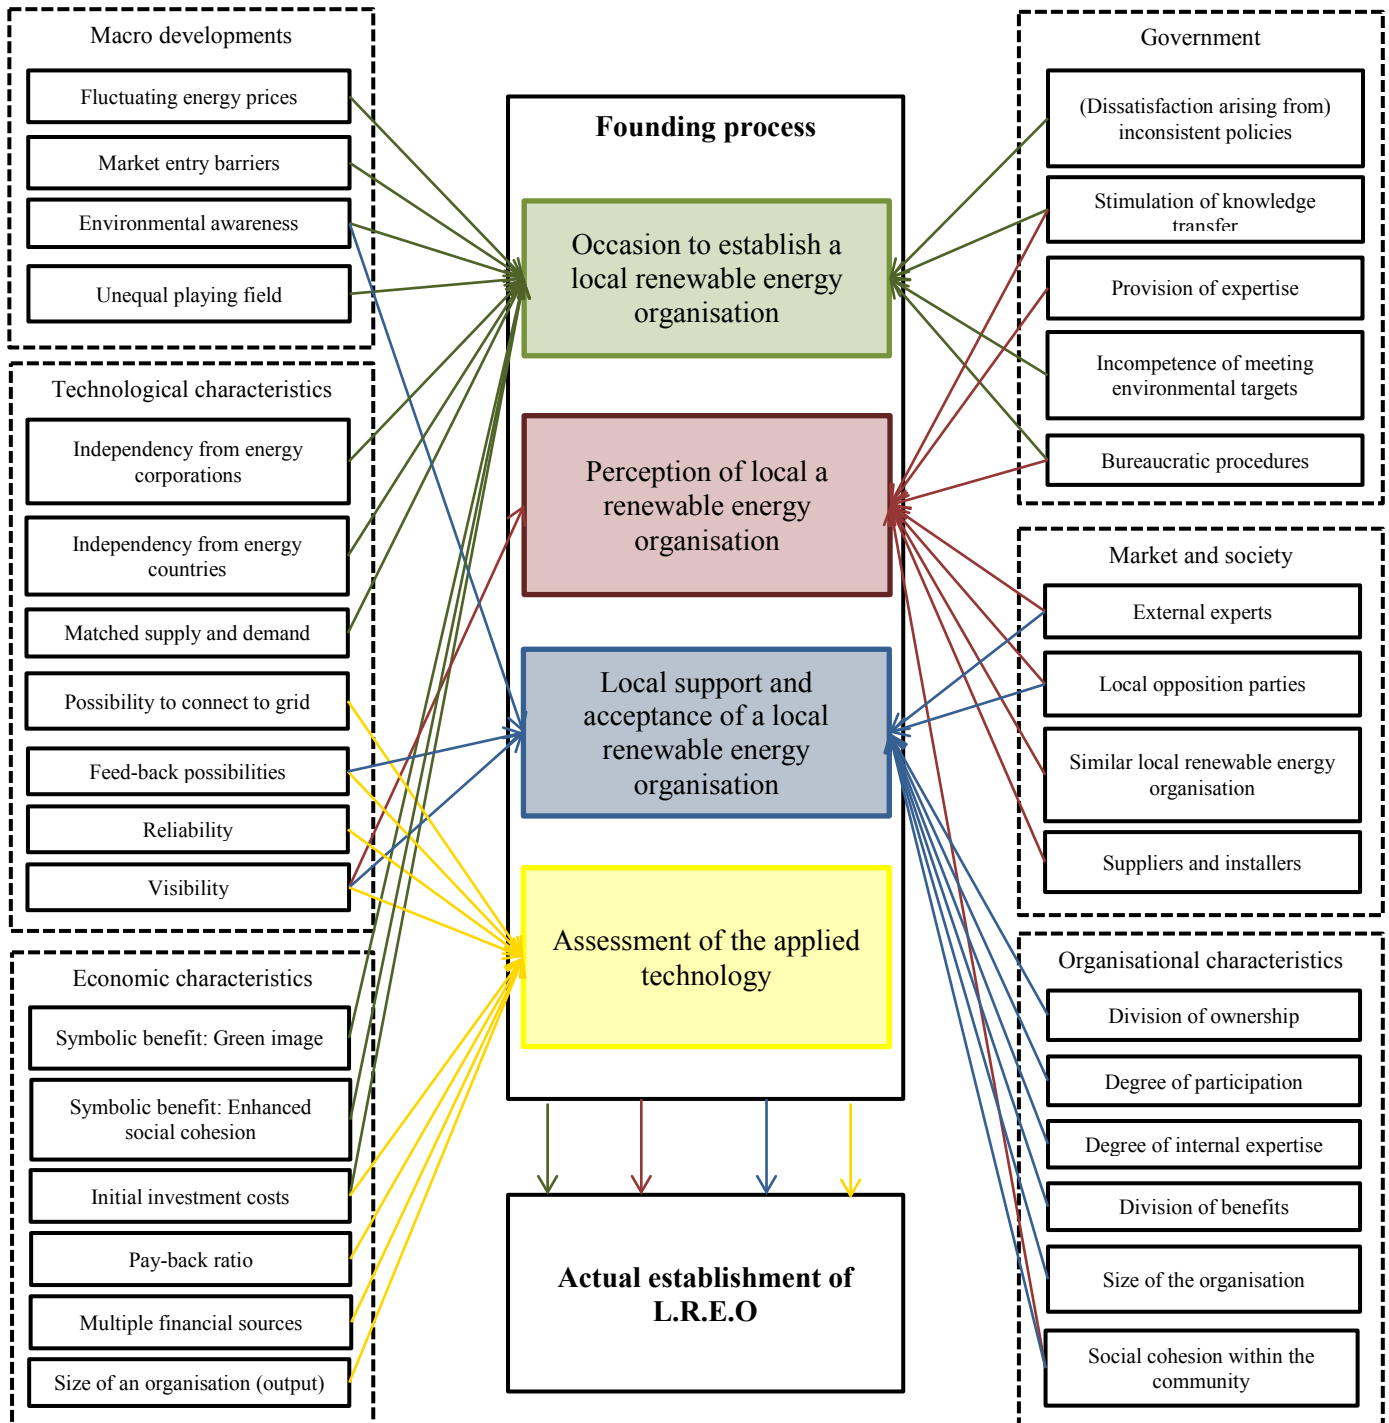 Macro developments
Fluctuating energy prices
Market entry barriers
Environmental awareness
Unequal playing field
Technological characteristics
Independency from energy
corporations
Independency from energy
countries
Matched supply and demand
Possibility to connect to grid
Feed-back possibilities
Reliability
Visibility
Economic characteristics
Symbolic benefit: Green image
Symbolic benefit: Enhanced
social cohesion
Initial investment costs
Pay-back ratio
Multiple financial sources
Size of an organisation (output)
Founding process
Occasion to establish a
local renewable energy
organisation
Perception of local a
renewable energy
organisation
Local support and
acceptance of a local
renewable energy
organisation
Assessment of the applied
technology
Actual establishment of
L.R.E.O
Government
(Dissatisfaction arising from)
inconsistent policies
Stimulation of knowledge
transfer
Provision of expertise
Incompetence of meeting
environmental targets
Bureaucratic procedures
Market and society
External experts
Local opposition parties
Similar local renewable energy
organisation
Suppliers and installers
Organisational characteristics
Division of ownership
Degree of participation
Degree of internal expertise
Division of benefits
Size of the organisation
Social cohesion within the
community